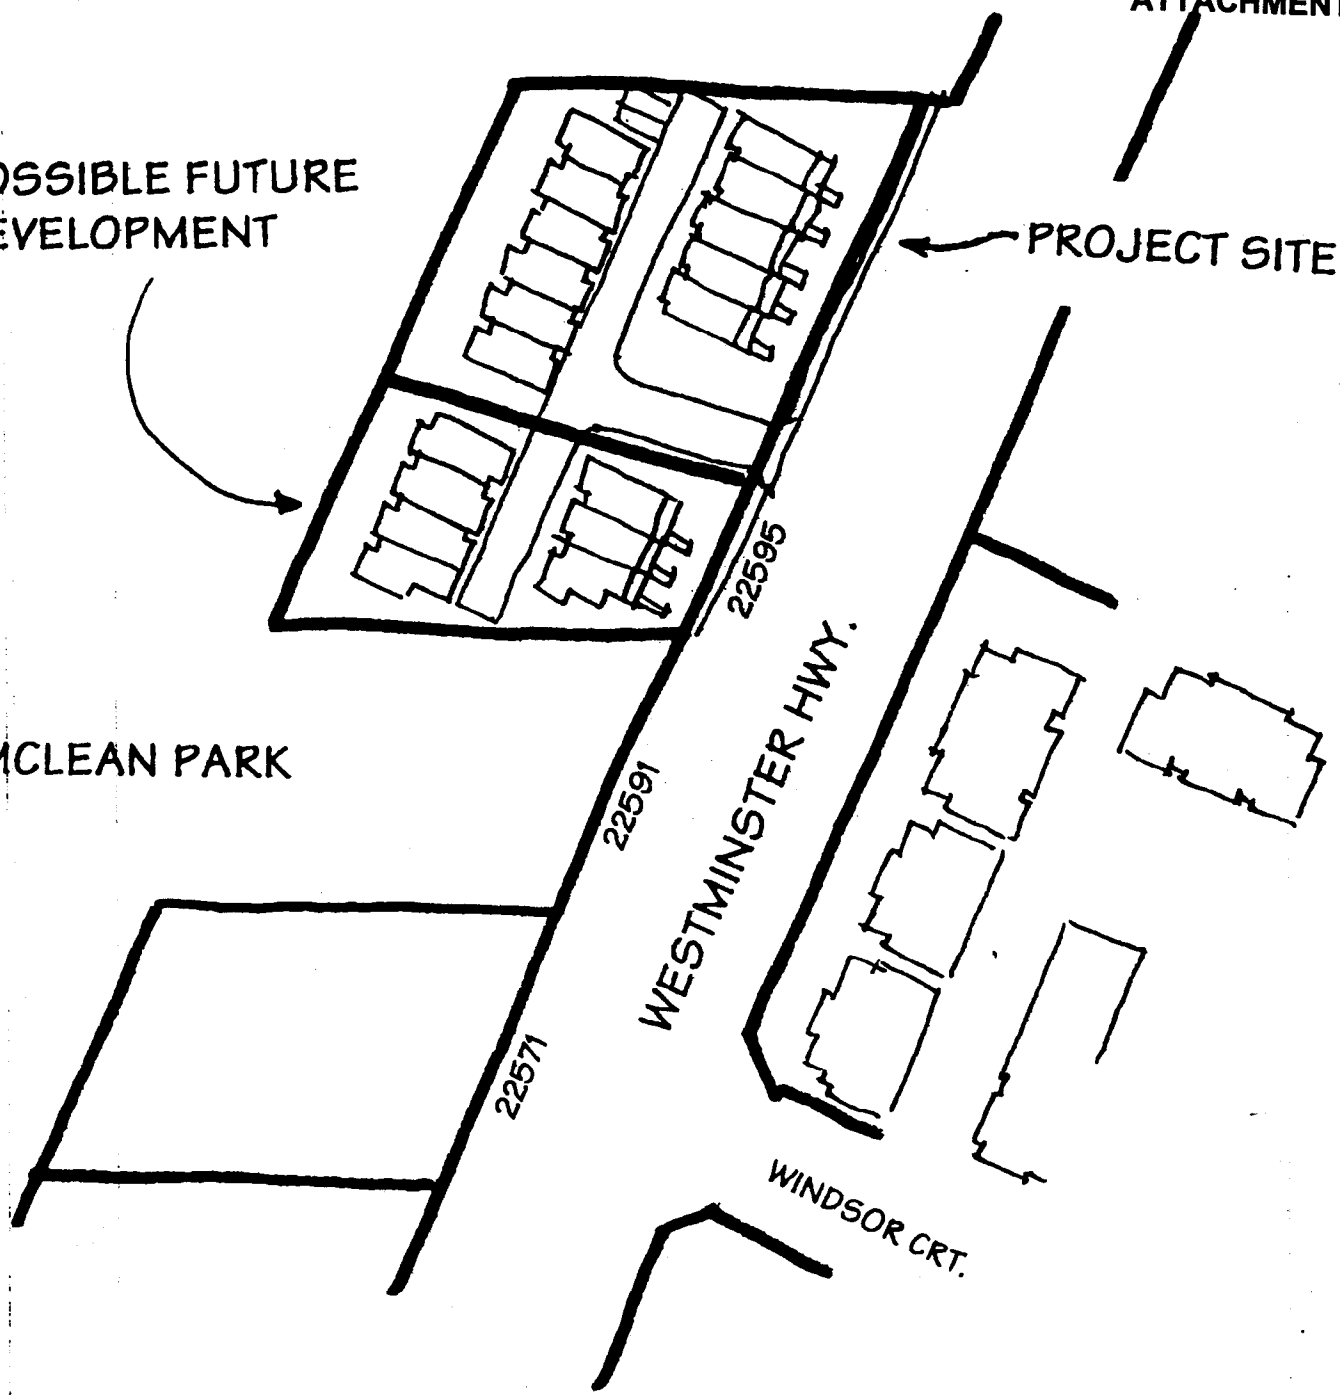 ATTACHMENT
OSSIBLE FUTURE
EVELOPMENT
PROJECT SITE
22595
WESTMINSTER HWY.
MCLEAN PARK
22591
22571
WINDSOR CRT.